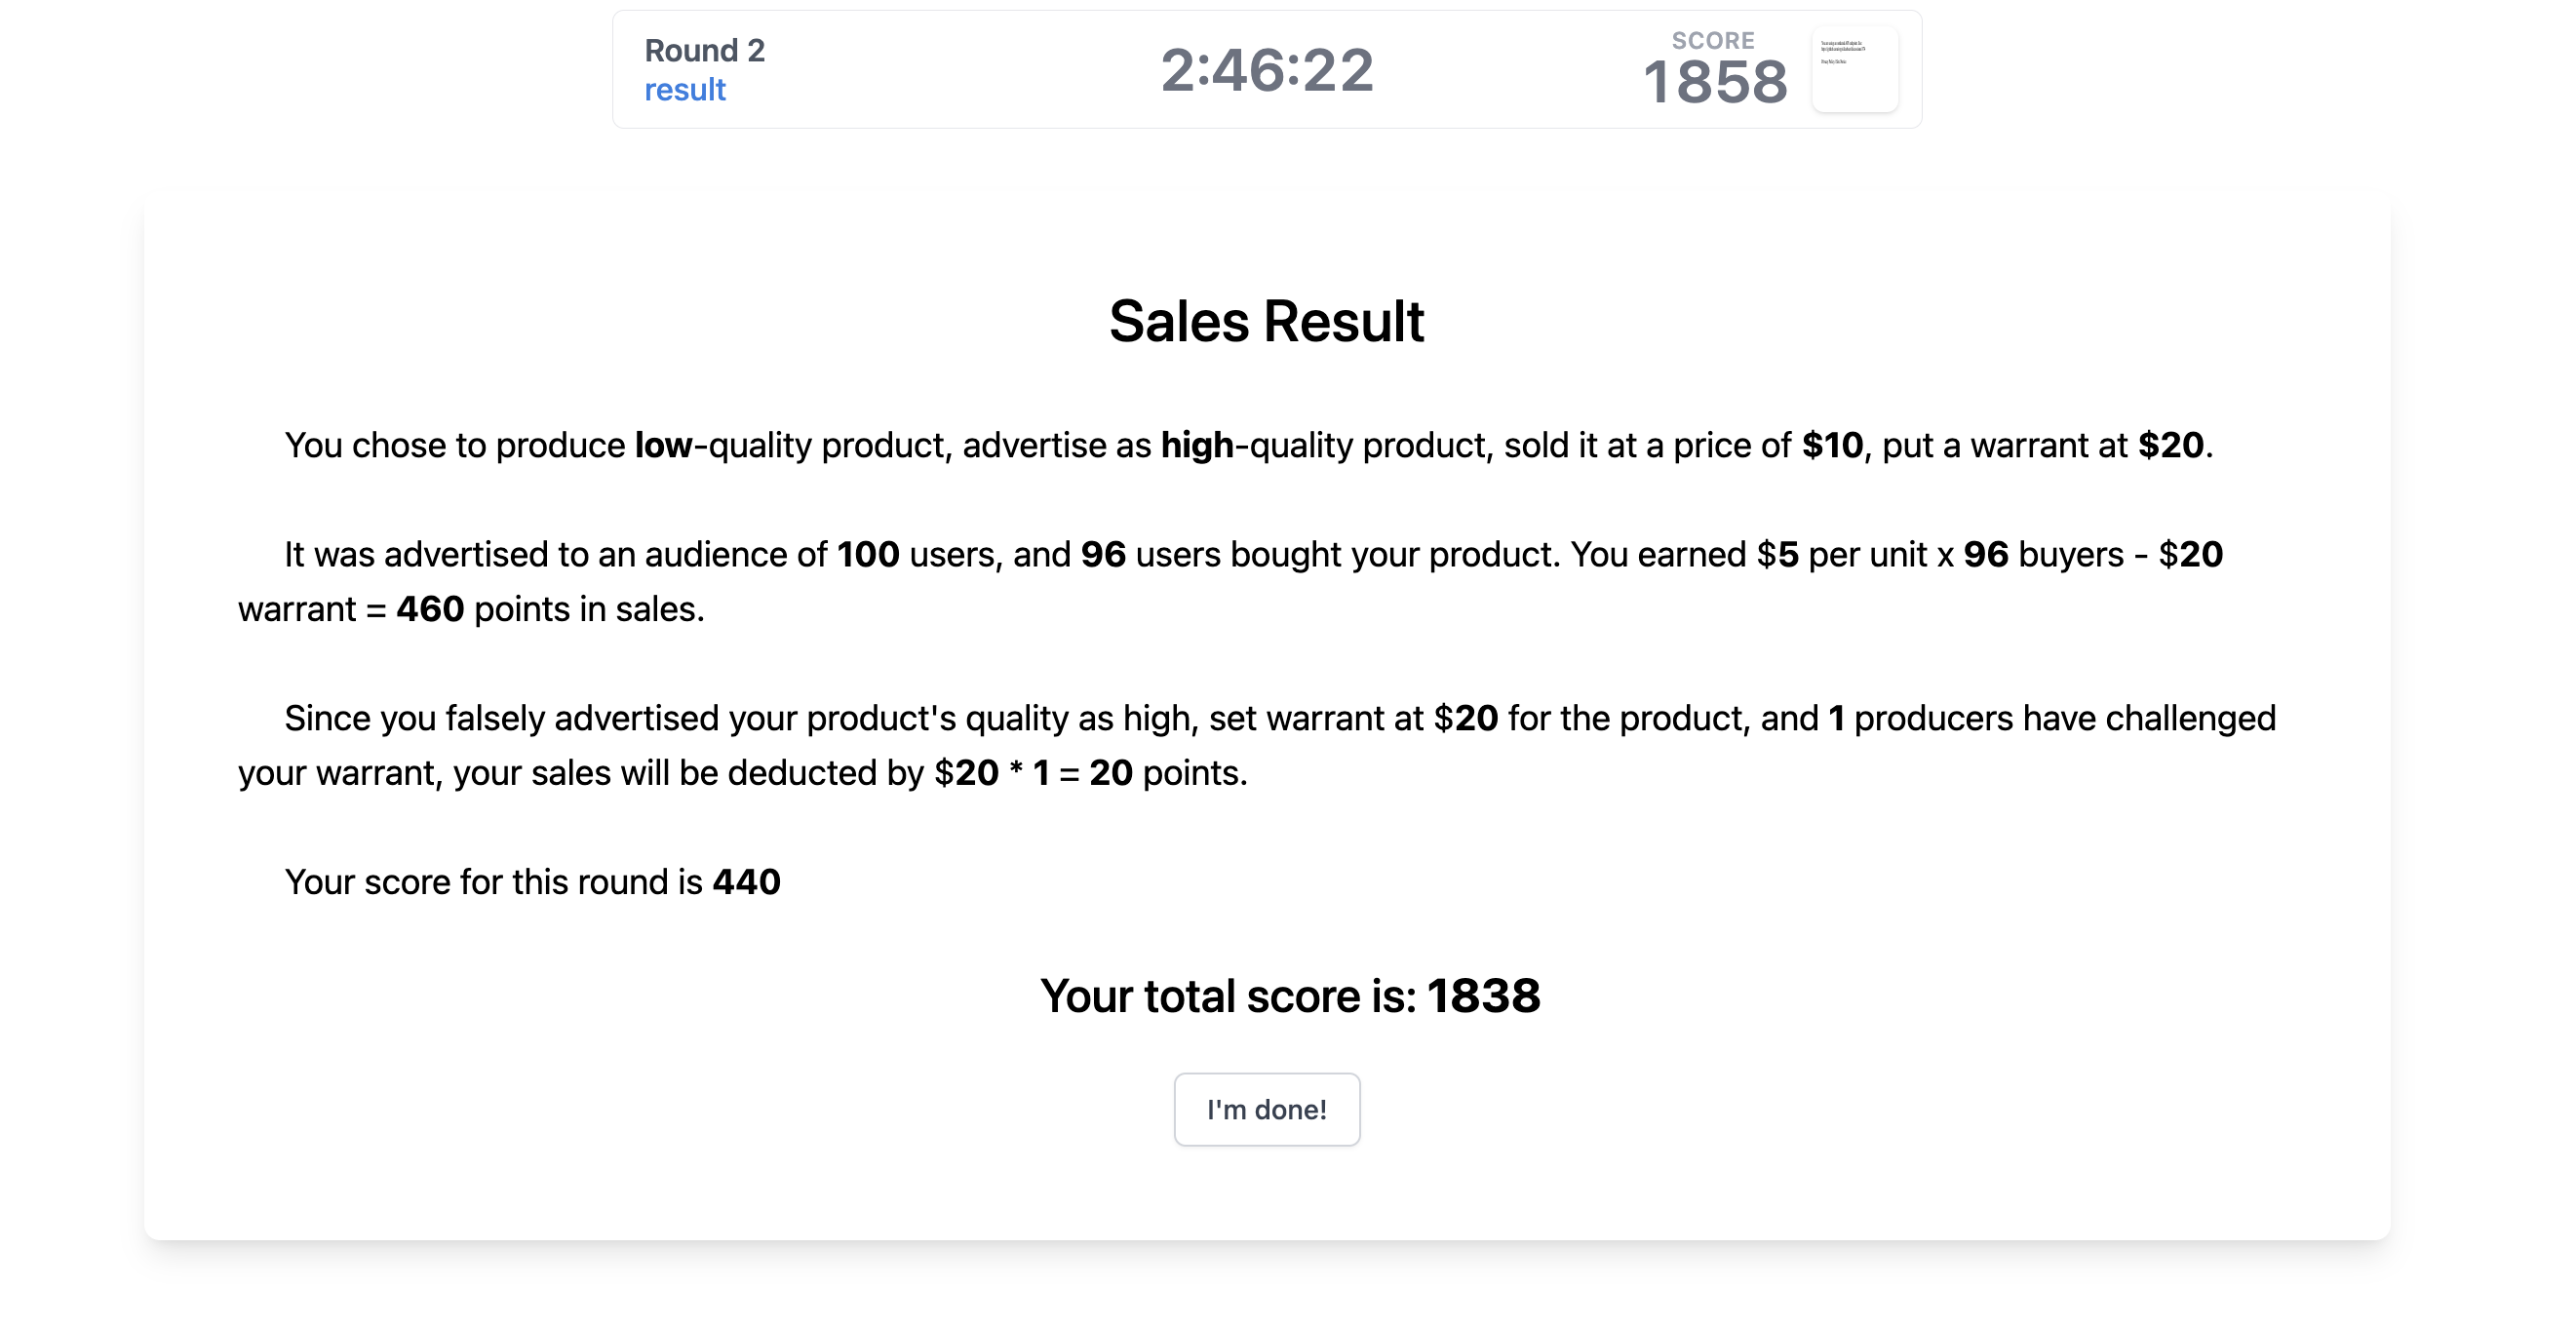 Round 2
result
2:46:22
SCORE
1858
Sales Result
You chose to produce low-quality product, advertise as high-quality product, sold it at a price of $10, put a warrant at $20.
It was advertised to an audience of 100 users, and 96 users bought your product. You earned $5 per unit x 96 buyers - $20
warrant = 460 points in sales.
Since you falsely advertised your product's quality as high, set warrant at $20 for the product, and 1 producers have challenged
your warrant, your sales will be deducted by $20 * 1 = 20 points.
Your score for this round is 440
Your total score is: 1838
I'm done!